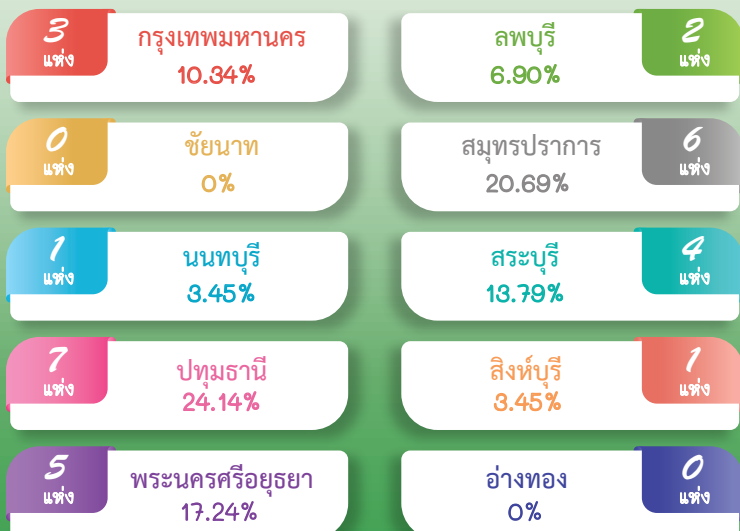 3
แห่ง
กรุงเทพมหานคร
10.34%
ลพบุรี
6.90%
2
แห่ง
0
แห่ง
ชัยนาท
0%
สมุทรปราการ
20.69%
6
แห่ง
1
แห่ง
นนทบุรี
3.45%
สระบุรี
13.79%
4
แห่ง
7
แห่ง
ปทุมธานี
24.14%
สิงห์บุรี
3.45%
1
แห่ง
5
แห่ง
พระนครศรีอยุธยา
17.24%
อ่างทอง
0%
0
แห่ง